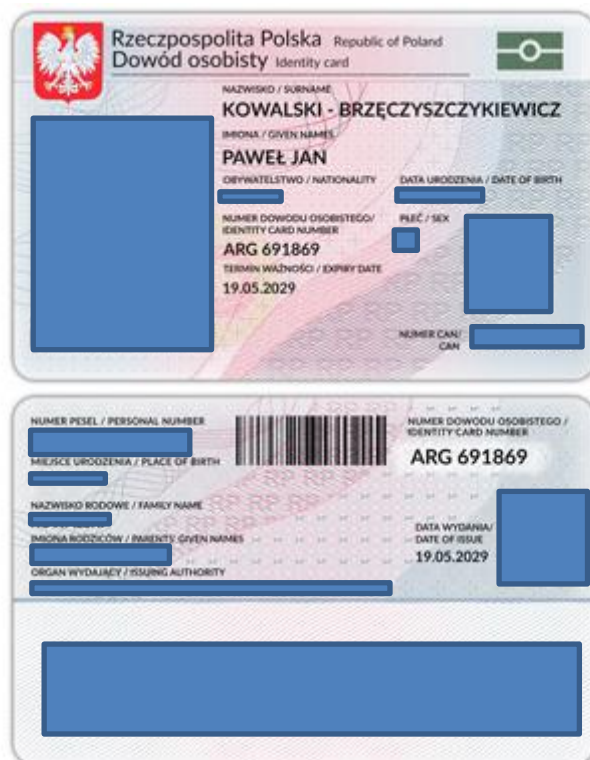 Rzeczpospolita Polska Republic of Poland
Dowód osobisty Identity card
NAZWISKO / SURNAME
KOWALSKI - BRZĘCZYSZCZYKIEWICZ
IMIONA / GIVEN NAMES
PAWEŁ JAN
OBYWATELSTWO / NATIONALITY DATA URODZENIA / DATE OF BIRTH
NUMER DOWODU OSOBISTEGO/ PŁEĆ / SEX
IDENTITY CARD NUMBER
ARG 691869
TERMIN WAŻNOŚCI / EXPIRY DATE
19.05.2029
NUMER CAN/
CAN
NUMER PESEL / PERSONAL NUMBER
MIEJSCE URODZENIA / PLACE OF BIRTH
NAZWISKO RODOWE / FAMILY NAME
IMIONA RODZICÓW / PARENTS' GIVEN NAMES
ORGAN WYDAJĄCY / ISSUING AUTHORITY
NUMER DOWODU OSOBISTEGO /
IDENTITY CARD NUMBER
ARG 691869
DATA WYDANIA/
DATE OF ISSUE
19.05.2029